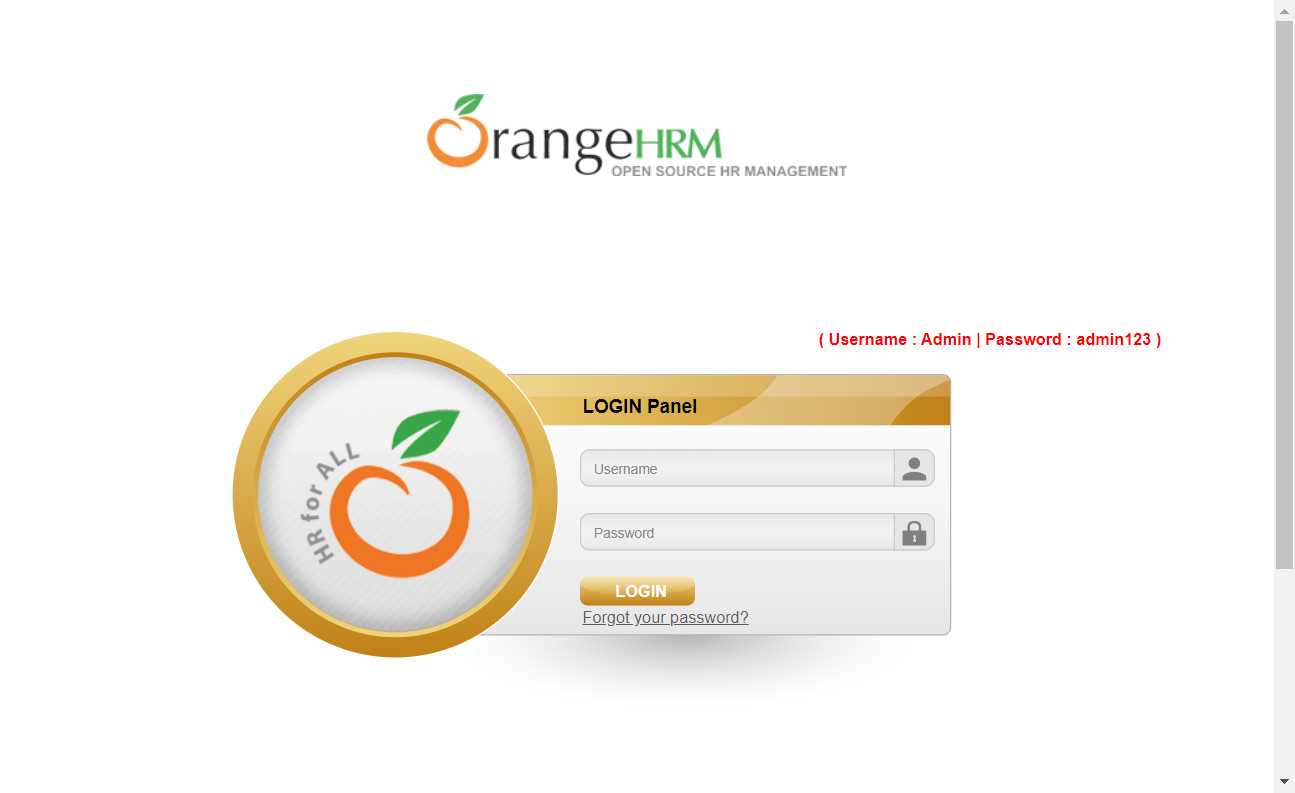 OrangeHRM
OPEN SOURCE HR MANAGEMENT
( Username : Admin | Password : admin123 )
HR for ALL
LOGIN Panel
Username
Password
LOGIN
Forgot your password?